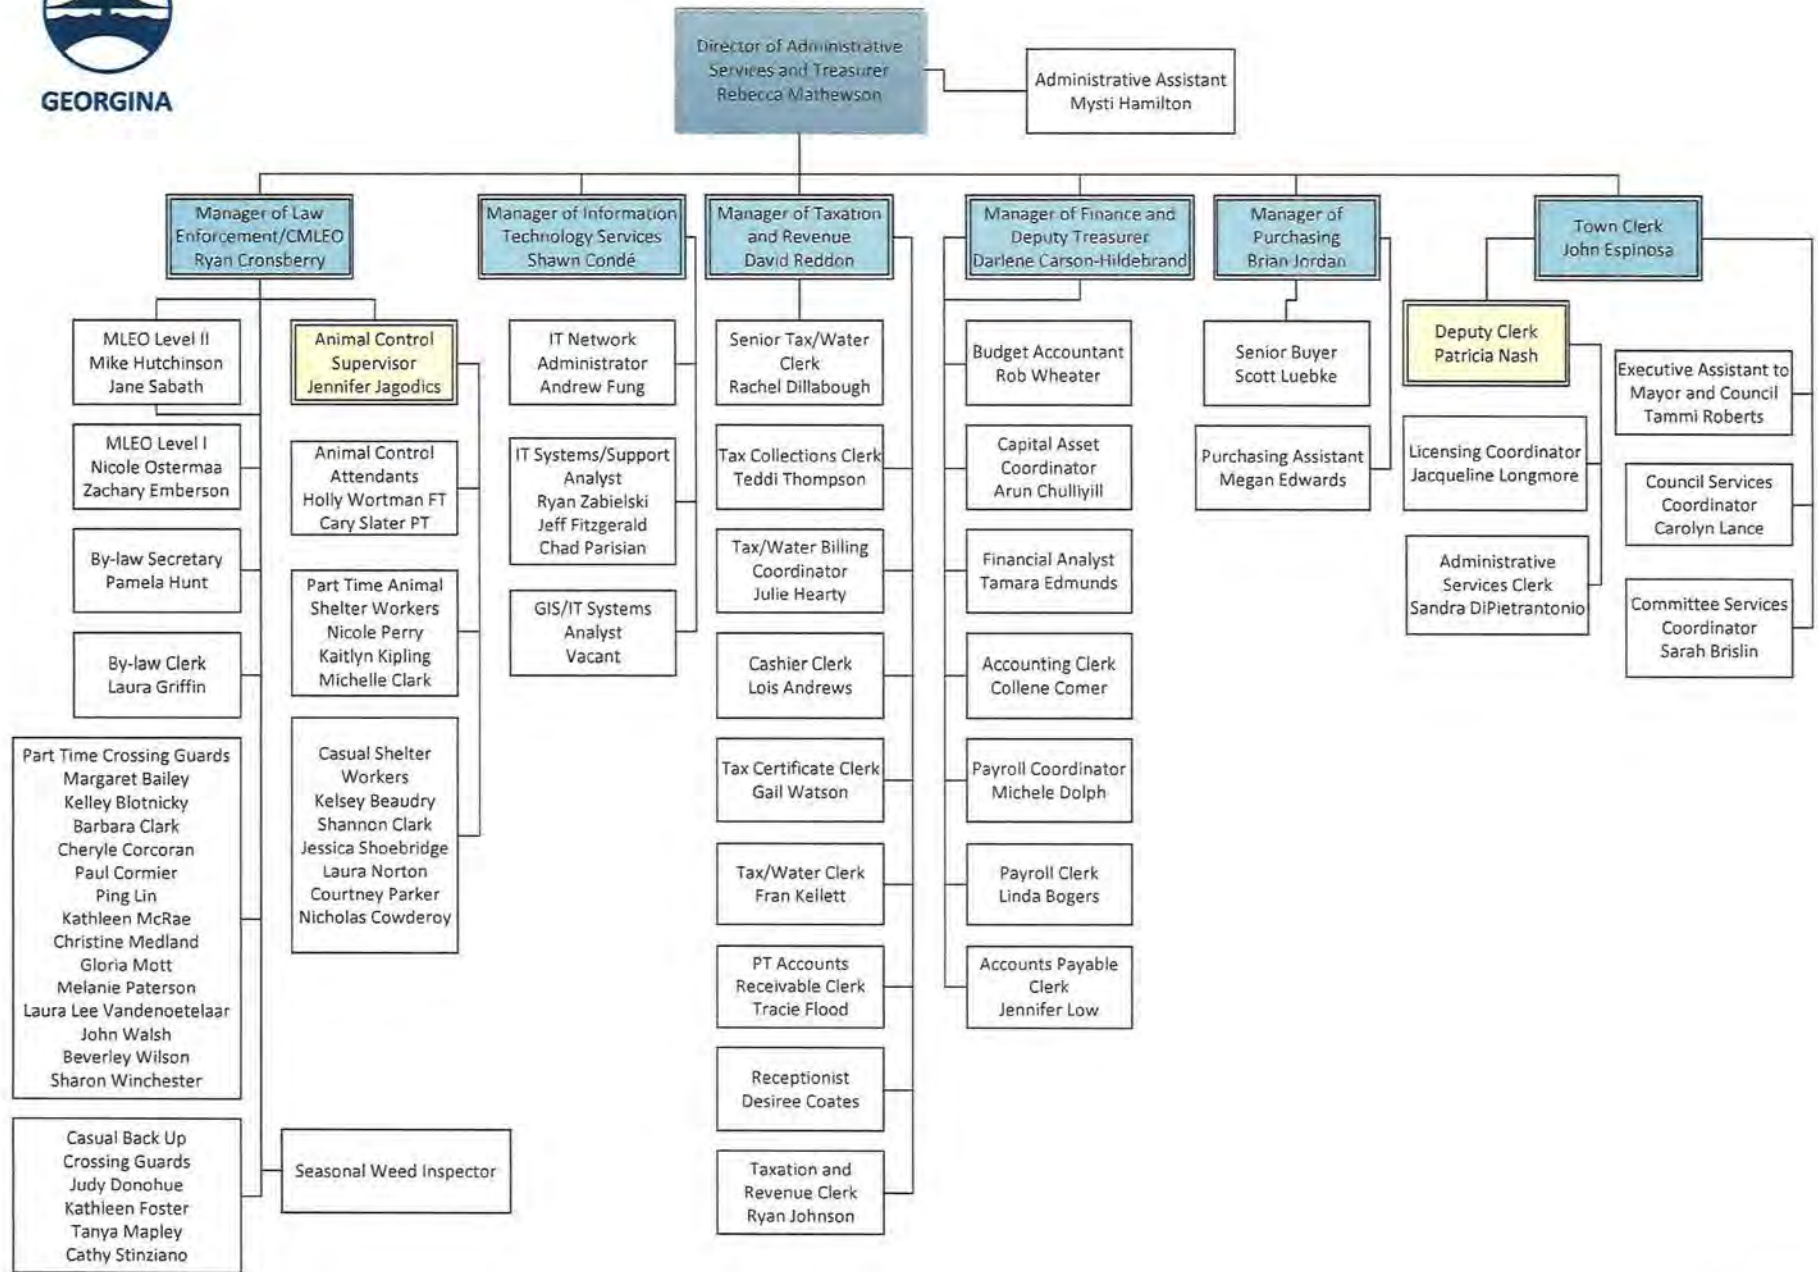 GEORGINA
Director of Administrative
Services and Treasurer
Rebecca Mathewson
Administrative Assistant
Mysti Hamilton
Manager of Law
Enforcement/CMLEO
Ryan Cronsberry
MLEO Level II
Mike Hutchinson
Jane Sabath
MLEO Level I
Nicole Ostermaa
Zachary Emberson
By-law Secretary
Pamela Hunt
By-law Clerk
Laura Griffin
Part Time Crossing Guards
Margaret Bailey
Kelley Blotnicky
Barbara Clark
Cheryle Corcoran
Paul Cormier
Ping Lin
Kathleen McRae
Christine Medland
Gloria Mott
Melanie Paterson
Laura Lee Vandenoetelaar
John Walsh
Beverley Wilson
Sharon Winchester
Casual Back Up
Crossing Guards
Judy Donohue
Kathleen Foster
Tanya Mapley
Cathy Stinziano
Seasonal Weed Inspector
Animal Control
Supervisor
Jennifer Jagodics
Animal Control
Attendants
Holly Wortman FT
Cary Slater PT
Part Time Animal
Shelter Workers
Nicole Perry
Kaitlyn Kipling
Michelle Clark
Casual Shelter
Workers
Kelsey Beaudry
Shannon Clark
Jessica Shoebridge
Laura Norton
Courtney Parker
Nicholas Cowderoy
Manager of Information
Technology Services
Shawn Condé
IT Network
Administrator
Andrew Fung
IT Systems/Support
Analyst
Ryan Zabielski
Jeff Fitzgerald
Chad Parisian
GIS/IT Systems
Analyst
Vacant
Manager of Taxation
and Revenue
David Reddon
Senior Tax/Water
Clerk
Rachel Dillabough
Tax Collections Clerk
Teddi Thompson
Tax/Water Billing
Coordinator
Julie Hearty
Cashier Clerk
Lois Andrews
Tax Certificate Clerk
Gail Watson
Tax/Water Clerk
Fran Kellett
PT Accounts
Receivable Clerk
Tracie Flood
Receptionist
Desiree Coates
Taxation and
Revenue Clerk
Ryan Johnson
Manager of Finance and
Deputy Treasurer
Darlene Carson-Hildebrand
Budget Accountant
Rob Wheater
Capital Asset
Coordinator
Arun Chulliyill
Financial Analyst
Tamara Edmunds
Accounting Clerk
Collene Comer
Payroll Coordinator
Michele Dolph
Payroll Clerk
Linda Bogers
Accounts Payable
Clerk
Jennifer Low
Manager of
Purchasing
Brian Jordan
Senior Buyer
Scott Luebke
Purchasing Assistant
Megan Edwards
Town Clerk
John Espinosa
Deputy Clerk
Patricia Nash
Licensing Coordinator
Jacqueline Longmore
Administrative
Services Clerk
Sandra DiPietrantonio
Executive Assistant to
Mayor and Council
Tammi Roberts
Council Services
Coordinator
Carolyn Lance
Committee Services
Coordinator
Sarah Brislin